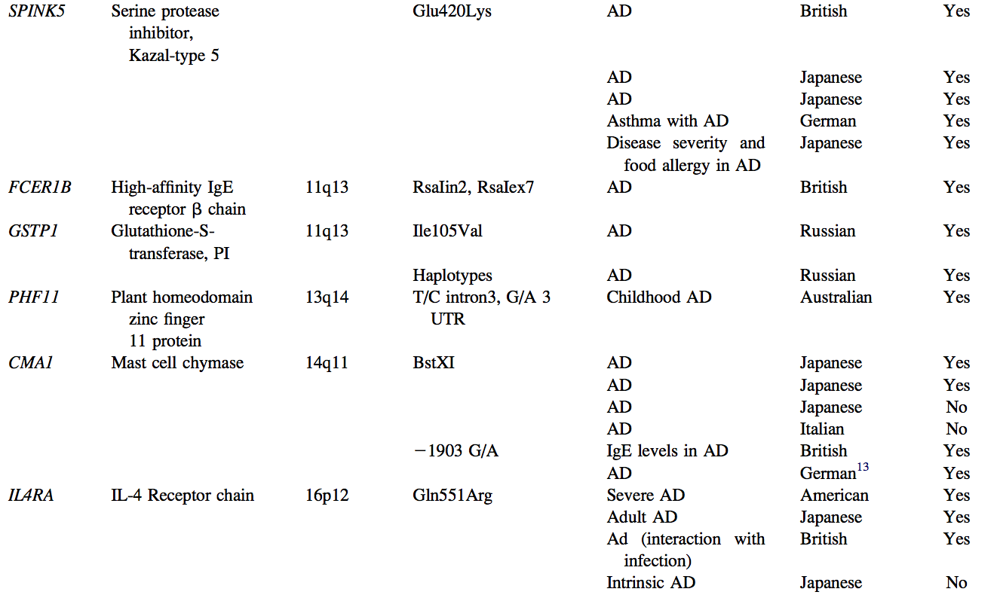 SPINK5 Serine protease Glu420Lys AD British Yes
inhibitor,
Kazal-type 5
AD Japanese Yes
AD Japanese Yes
Asthma with AD German Yes
Disease severity and Japanese Yes
food allergy in AD
FCER1B High-affinity IgE 11q13 RsaIin2, RsaIex7 AD British Yes
receptor β chain
GSTP1 Glutathione-S- 11q13 Ile105Val AD Russian Yes
transferase, PI
Haplotypes AD Russian Yes
PHF11 Plant homeodomain 13q14 T/C intron3, G/A 3 Childhood AD Australian Yes
zinc finger UTR
11 protein
CMA1 Mast cell chymase 14q11 BstXI AD Japanese Yes
AD Japanese Yes
AD Japanese No
AD Italian No
−1903 G/A IgE levels in AD British Yes
AD German13 Yes
IL4RA IL-4 Receptor chain 16p12 Gln551Arg Severe AD American Yes
Adult AD Japanese Yes
Ad (interaction with British Yes
infection)
Intrinsic AD Japanese No